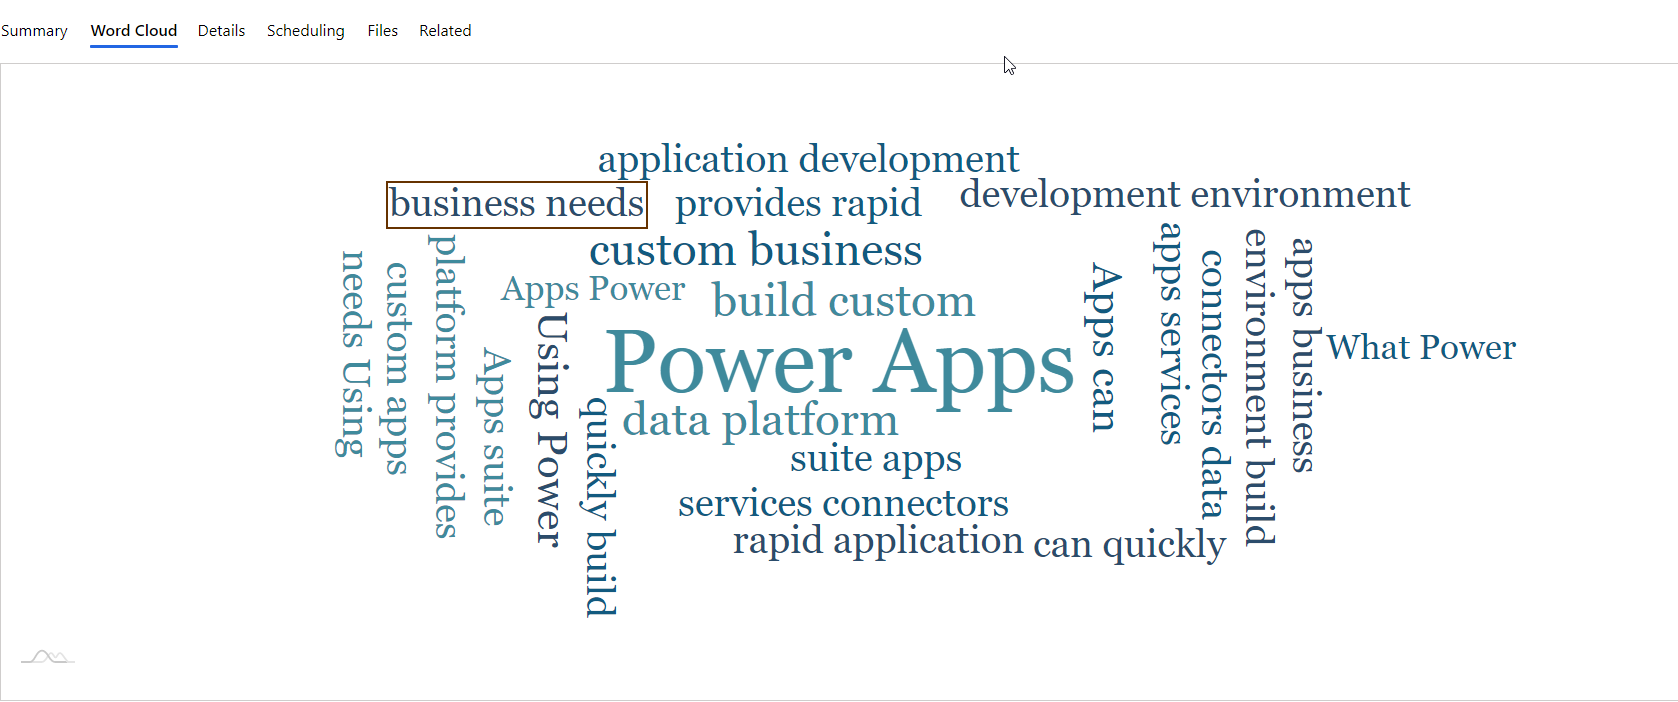 Summary
Word Cloud
Details
Scheduling
Files
Related
application development
business needs
provides rapid
development environment
custom business
Apps Power
build custom
Power Apps
data platform
suite apps
services connectors
rapid application
can quickly
needs Using
custom apps
platform provides
Apps suite
Using Power
quickly build
Apps can
apps services
connectors data
environment build
apps business
What Power